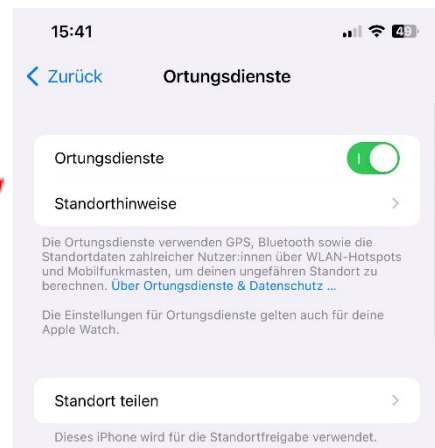 15:41 49
Zurück Ortungsdienste
Ortungsdienste
Standorthinweise
Die Ortungsdienste verwenden GPS, Bluetooth sowie die
Standortdaten zahlreicher Nutzer:innen über WLAN-Hotspots
und Mobilfunkmasten, um deinen ungefähren Standort zu
berechnen. Über Ortungsdienste & Datenschutz ...
Die Einstellungen für Ortungsdienste gelten auch für deine
Apple Watch.
Standort teilen
Dieses iPhone wird für die Standortfreigabe verwendet.